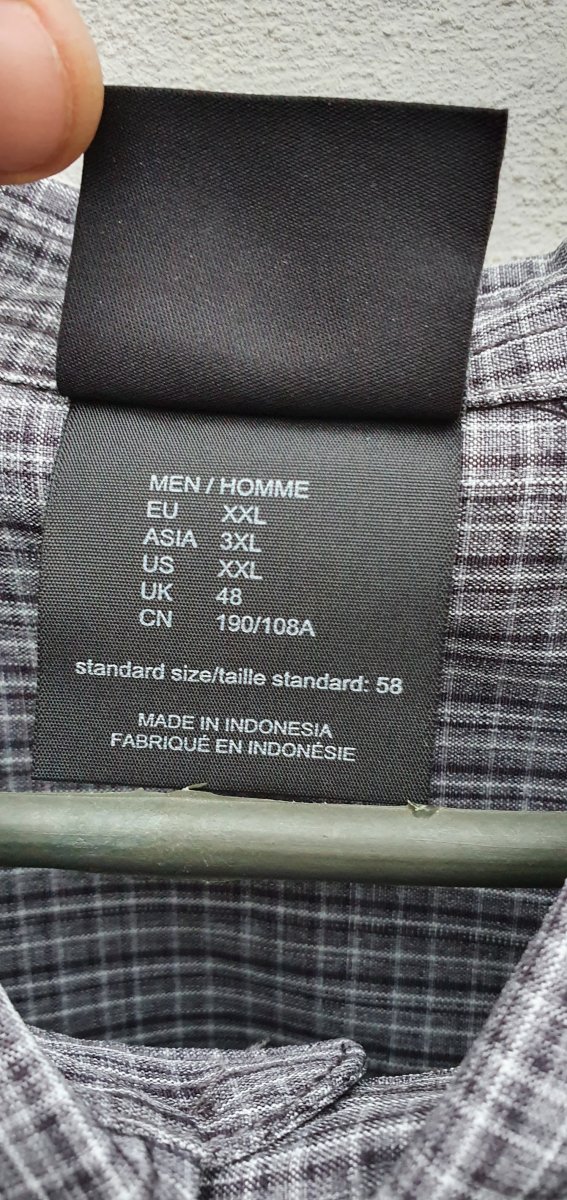 MEN / HOMME
EU XXL
ASIA 3XL
US XXL
UK 48
CN 190/108A
standard size/taille standard: 58
MADE IN INDONESIA
FABRIQUÉ EN INDONÉSIE